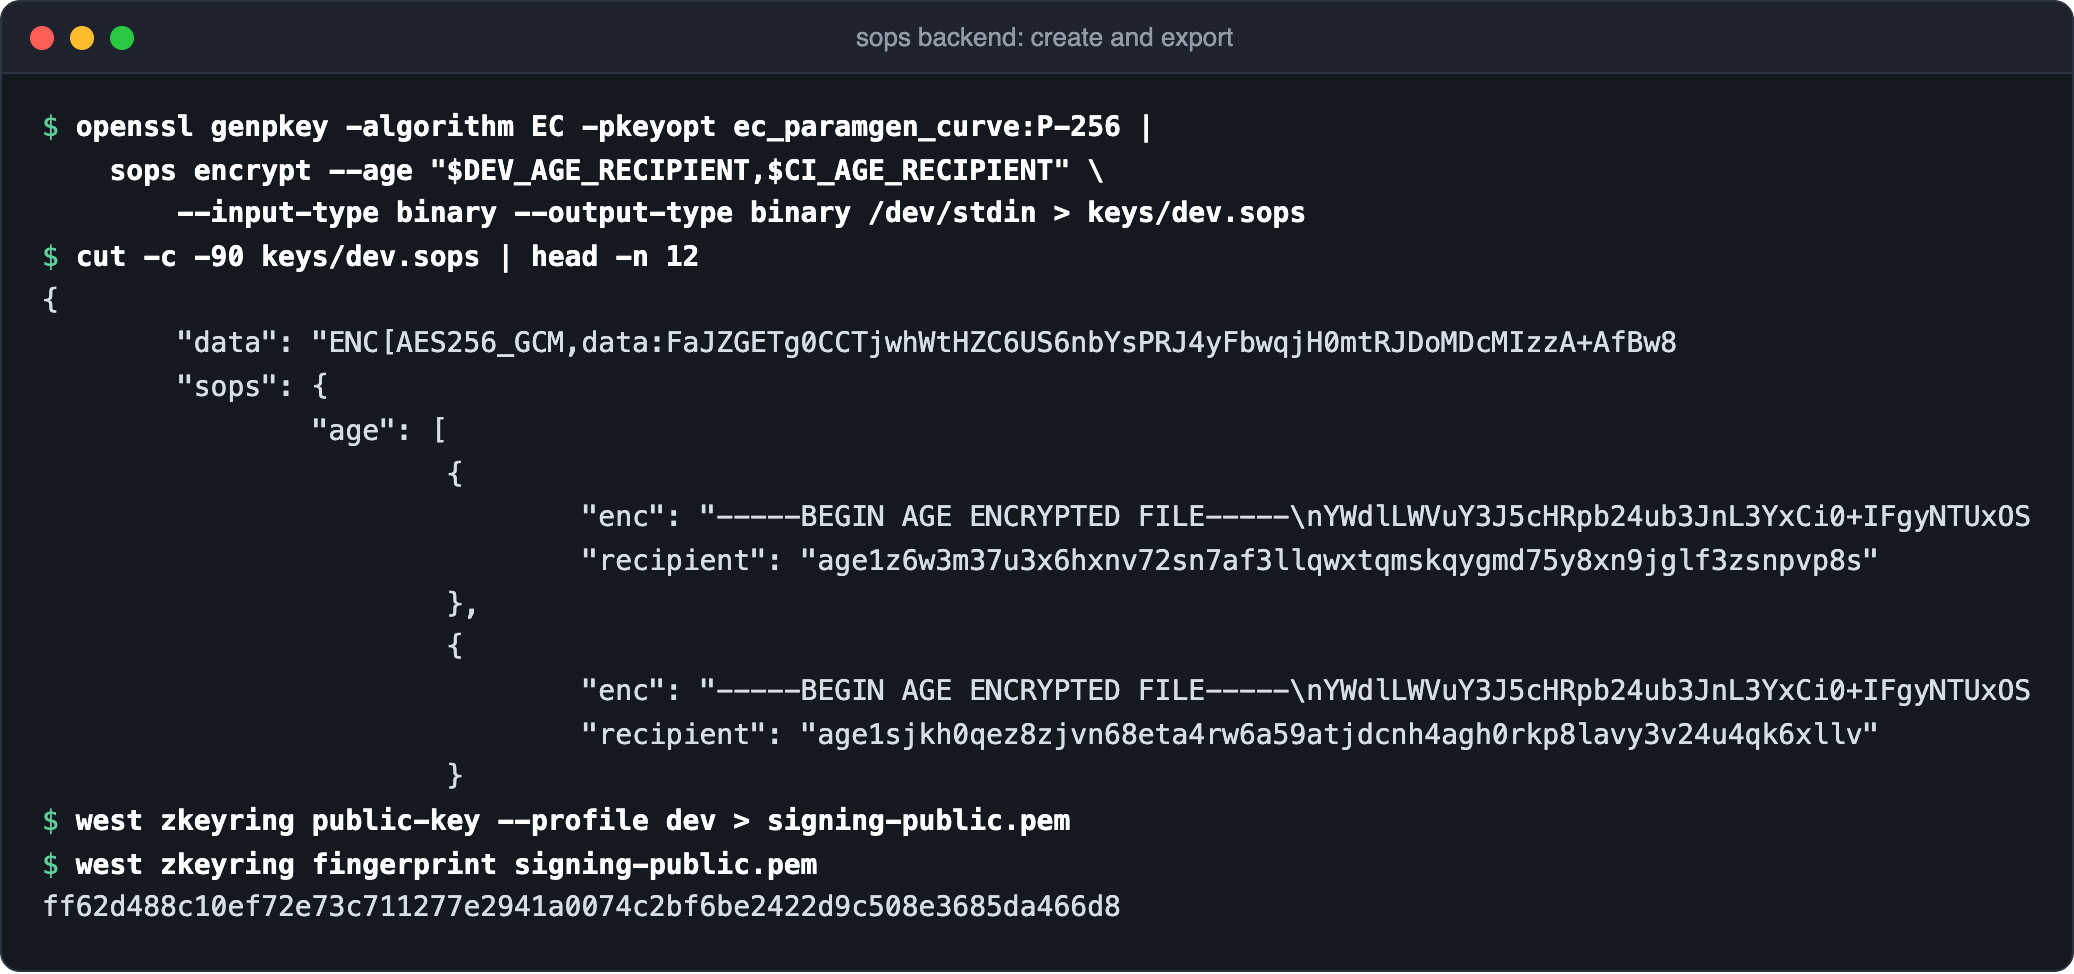 sops backend: create and export
$ openssl genpkey -algorithm EC -pkeyopt ec_paramgen_curve:P-256 |
    sops encrypt --age "$DEV_AGE_RECIPIENT,$CI_AGE_RECIPIENT" \
        --input-type binary --output-type binary /dev/stdin > keys/dev.sops
$ cut -c -90 keys/dev.sops | head -n 12
{
        "data": "ENC[AES256_GCM,data:FaJZGETg0CCTjwhWtHZC6US6nbYsPRJ4yFbwqjH0mtRJDoMDcMIzzA+AfBw8
        "sops": {
                "age": [
                        {
                                "enc": "-----BEGIN AGE ENCRYPTED FILE-----\nYWdlLWVuY3J5cHRpb24ub3JnL3YxCi0+IFgyNTUxOS
                                "recipient": "age1z6w3m37u3x6hxnv72sn7af3llqwxtqmskqygmd75y8xn9jglf3zsnpvp8s"
                        },
                        {
                                "enc": "-----BEGIN AGE ENCRYPTED FILE-----\nYWdlLWVuY3J5cHRpb24ub3JnL3YxCi0+IFgyNTUxOS
                                "recipient": "age1sjkh0qez8zjvn68eta4rw6a59atjdcnh4agh0rkp8lavy3v24u4qk6xllv"
                        }
$ west zkeyring public-key --profile dev > signing-public.pem
$ west zkeyring fingerprint signing-public.pem
ff62d488c10ef72e73c711277e2941a0074c2bf6be2422d9c508e3685da466d8